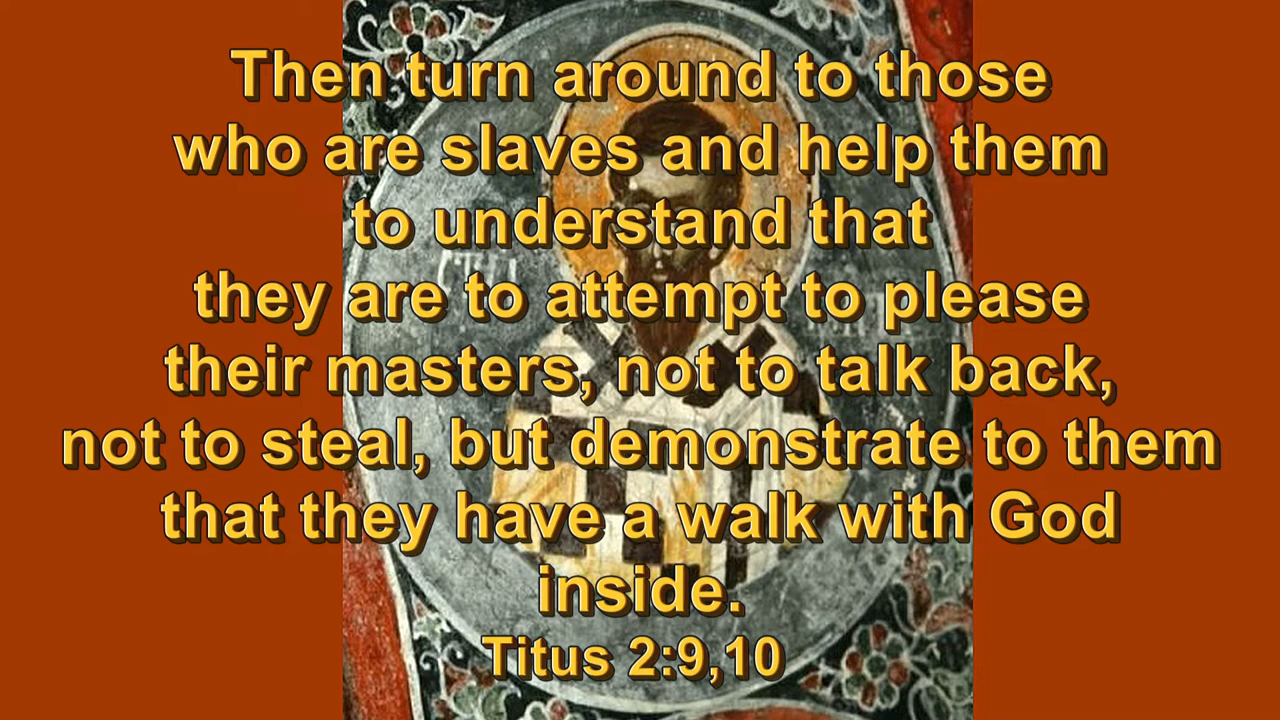 Then turn around to those
who are slaves and help them
to understand that
they are to attempt to please
their masters, not to talk back,
not to steal, but demonstrate to them
that they have a walk with God
inside.
Titus 2:9,10